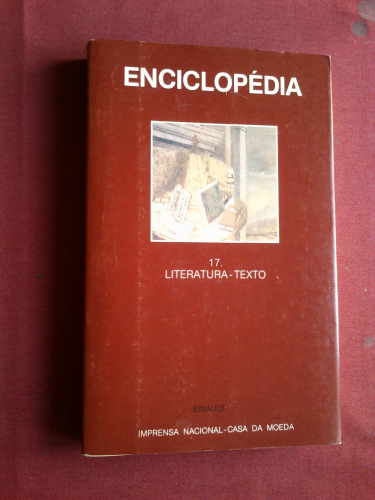 ENCICLOPÉDIA
17.
LITERATURA-TEXTO
EINAUDI
IMPRENSA NACIONAL-CASA DA MOEDA